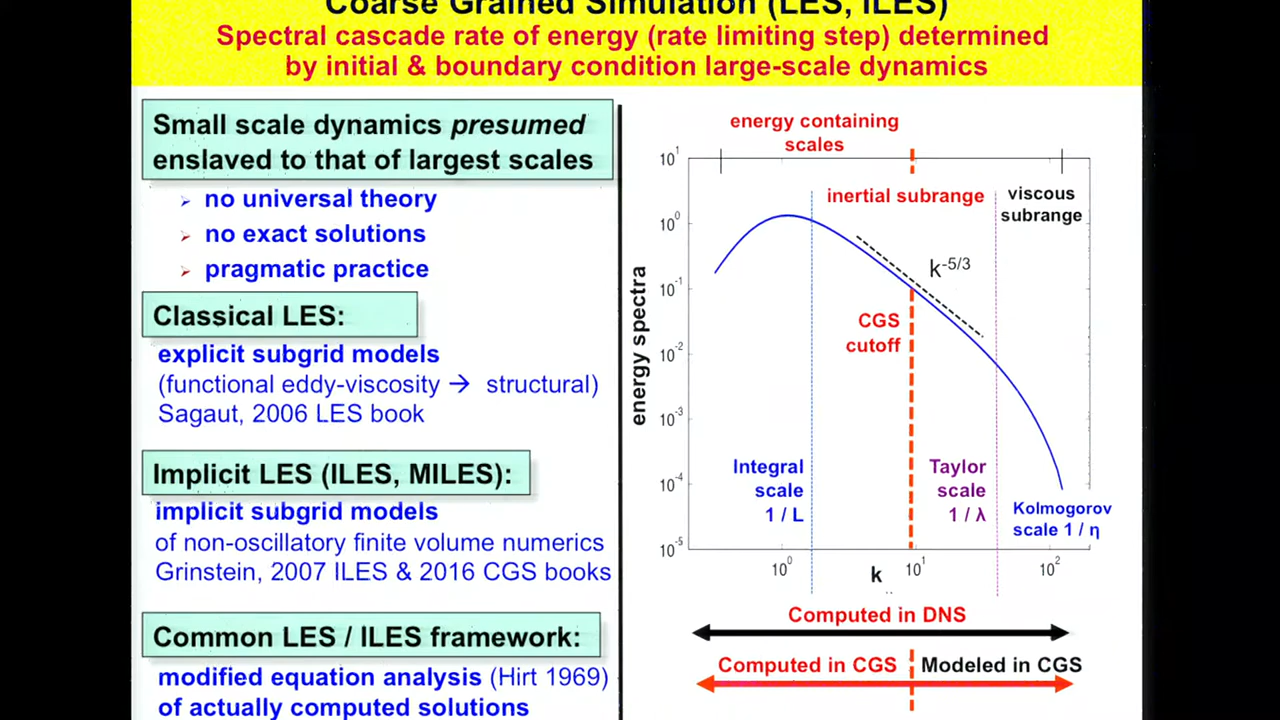 Coarse Grained Simulation (LES, ILES)
Spectral cascade rate of energy (rate limiting step) determined
by initial & boundary condition large-scale dynamics
Small scale dynamics presumed
enslaved to that of largest scales
no universal theory
no exact solutions
pragmatic practice
Classical LES:
explicit subgrid models
(functional eddy-viscosity → structural)
Sagaut, 2006 LES book
Implicit LES (ILES, MILES):
implicit subgrid models
of non-oscillatory finite volume numerics
Grinstein, 2007 ILES & 2016 CGS books
Common LES / ILES framework:
modified equation analysis (Hirt 1969)
of actually computed solutions
energy containing
scales
inertial subrange
viscous
subrange
k-5/3
CGS
cutoff
energy spectra
10^1
10^0
10^-1
10^-2
10^-3
10^-4
10^-5
Integral
scale
1 / L
Taylor
scale
1 / λ
Kolmogorov
scale 1 / η
10^0
10^1
10^2
k
Computed in DNS
Computed in CGS
Modeled in CGS